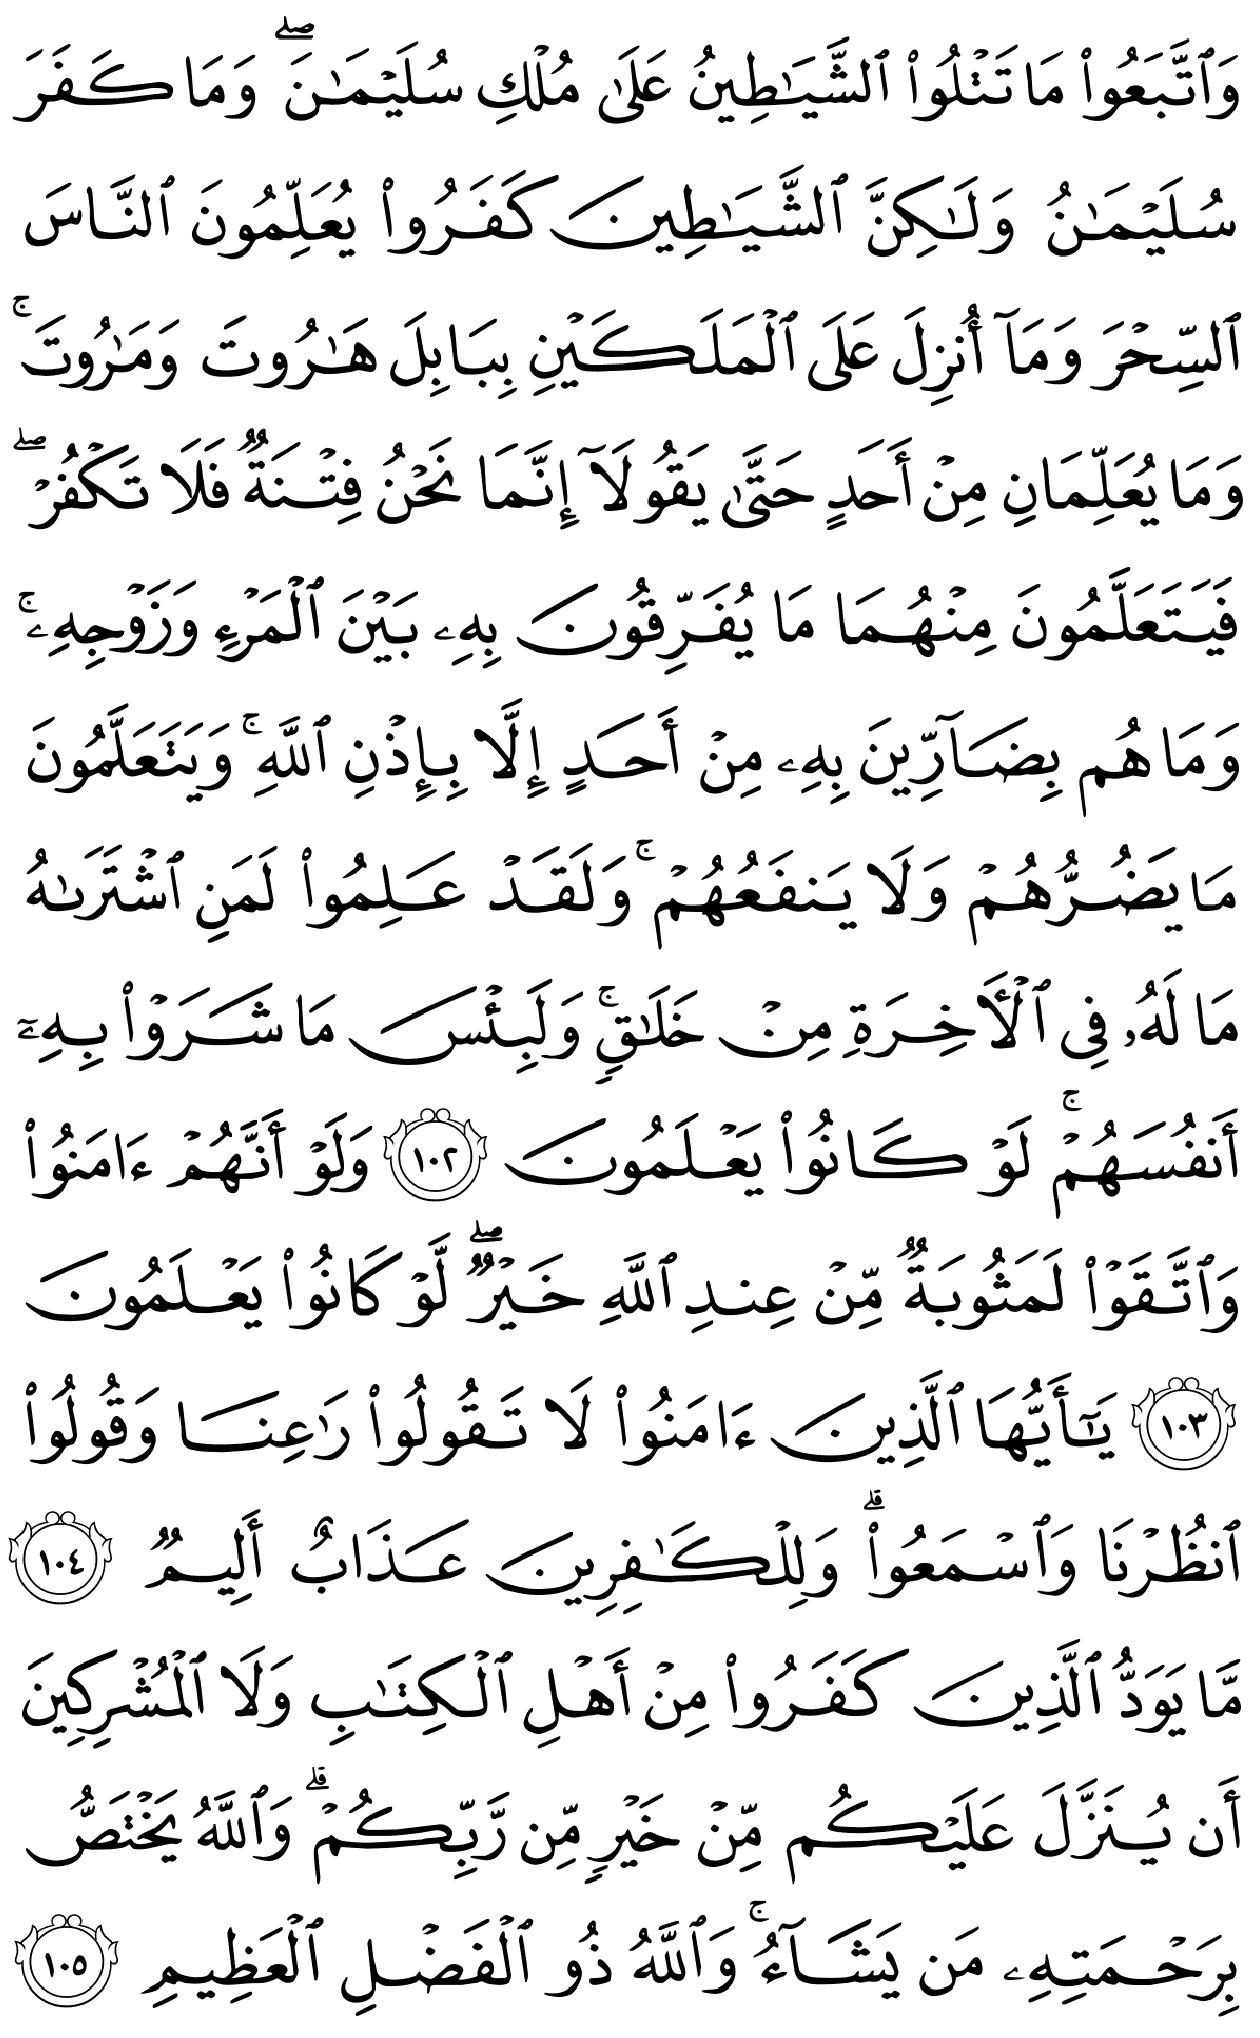 وَٱتَّبَعُوا۟ مَا تَتْلُوا۟ ٱلشَّيَـٰطِينُ عَلَىٰ مُلْكِ سُلَيْمَـٰنَ ۖ وَمَا كَفَرَ
سُلَيْمَـٰنُ وَلَـٰكِنَّ ٱلشَّيَـٰطِينَ كَفَرُوا۟ يُعَلِّمُونَ ٱلنَّاسَ
ٱلسِّحْرَ وَمَآ أُنزِلَ عَلَى ٱلْمَلَكَيْنِ بِبَابِلَ هَـٰرُوتَ وَمَـٰرُوتَ ۚ
وَمَا يُعَلِّمَانِ مِنْ أَحَدٍ حَتَّىٰ يَقُولَآ إِنَّمَا نَحْنُ فِتْنَةٌ فَلَا تَكْفُرْ ۖ
فَيَتَعَلَّمُونَ مِنْهُمَا مَا يُفَرِّقُونَ بِهِۦ بَيْنَ ٱلْمَرْءِ وَزَوْجِهِۦ ۚ
وَمَا هُم بِضَآرِّينَ بِهِۦ مِنْ أَحَدٍ إِلَّا بِإِذْنِ ٱللَّهِ ۚ وَيَتَعَلَّمُونَ
مَا يَضُرُّهُمْ وَلَا يَنفَعُهُمْ ۚ وَلَقَدْ عَلِمُوا۟ لَمَنِ ٱشْتَرَىٰهُ
مَا لَهُۥ فِى ٱلْـَٔاخِرَةِ مِنْ خَلَـٰقٍ ۚ وَلَبِئْسَ مَا شَرَوْا۟ بِهِۦٓ
أَنفُسَهُمْ ۚ لَوْ كَانُوا۟ يَعْلَمُونَ ١٠٢ وَلَوْ أَنَّهُمْ ءَامَنُوا۟
وَٱتَّقَوْا۟ لَمَثُوبَةٌ مِّنْ عِندِ ٱللَّهِ خَيْرٌ ۖ لَّوْ كَانُوا۟ يَعْلَمُونَ
١٠٣ يَـٰٓأَيُّهَا ٱلَّذِينَ ءَامَنُوا۟ لَا تَقُولُوا۟ رَٰعِنَا وَقُولُوا۟
ٱنظُرْنَا وَٱسْمَعُوا۟ ۗ وَلِلْكَـٰفِرِينَ عَذَابٌ أَلِيمٌ ١٠٤
مَّا يَوَدُّ ٱلَّذِينَ كَفَرُوا۟ مِنْ أَهْلِ ٱلْكِتَـٰبِ وَلَا ٱلْمُشْرِكِينَ
أَن يُنَزَّلَ عَلَيْكُم مِّنْ خَيْرٍ مِّن رَّبِّكُمْ ۗ وَٱللَّهُ يَخْتَصُّ
بِرَحْمَتِهِۦ مَن يَشَآءُ ۚ وَٱللَّهُ ذُو ٱلْفَضْلِ ٱلْعَظِيمِ ١٠٥